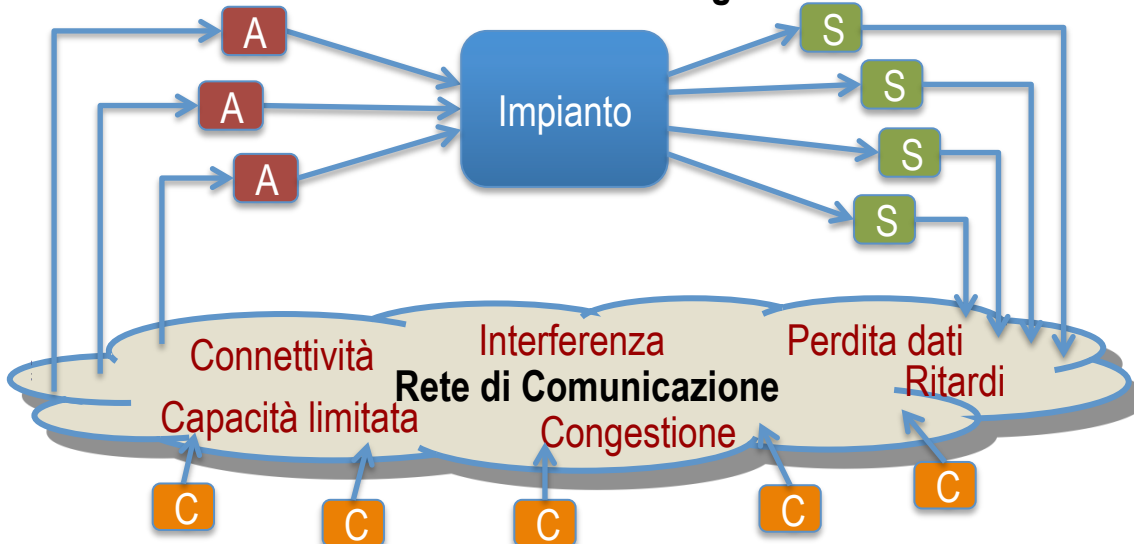 g
A
S
A
Impianto
S
A
S
S
Connettività
Interferenza
Perdita dati
Rete di Comunicazione
Ritardi
Capacità limitata
Congestione
C
C
C
C
C